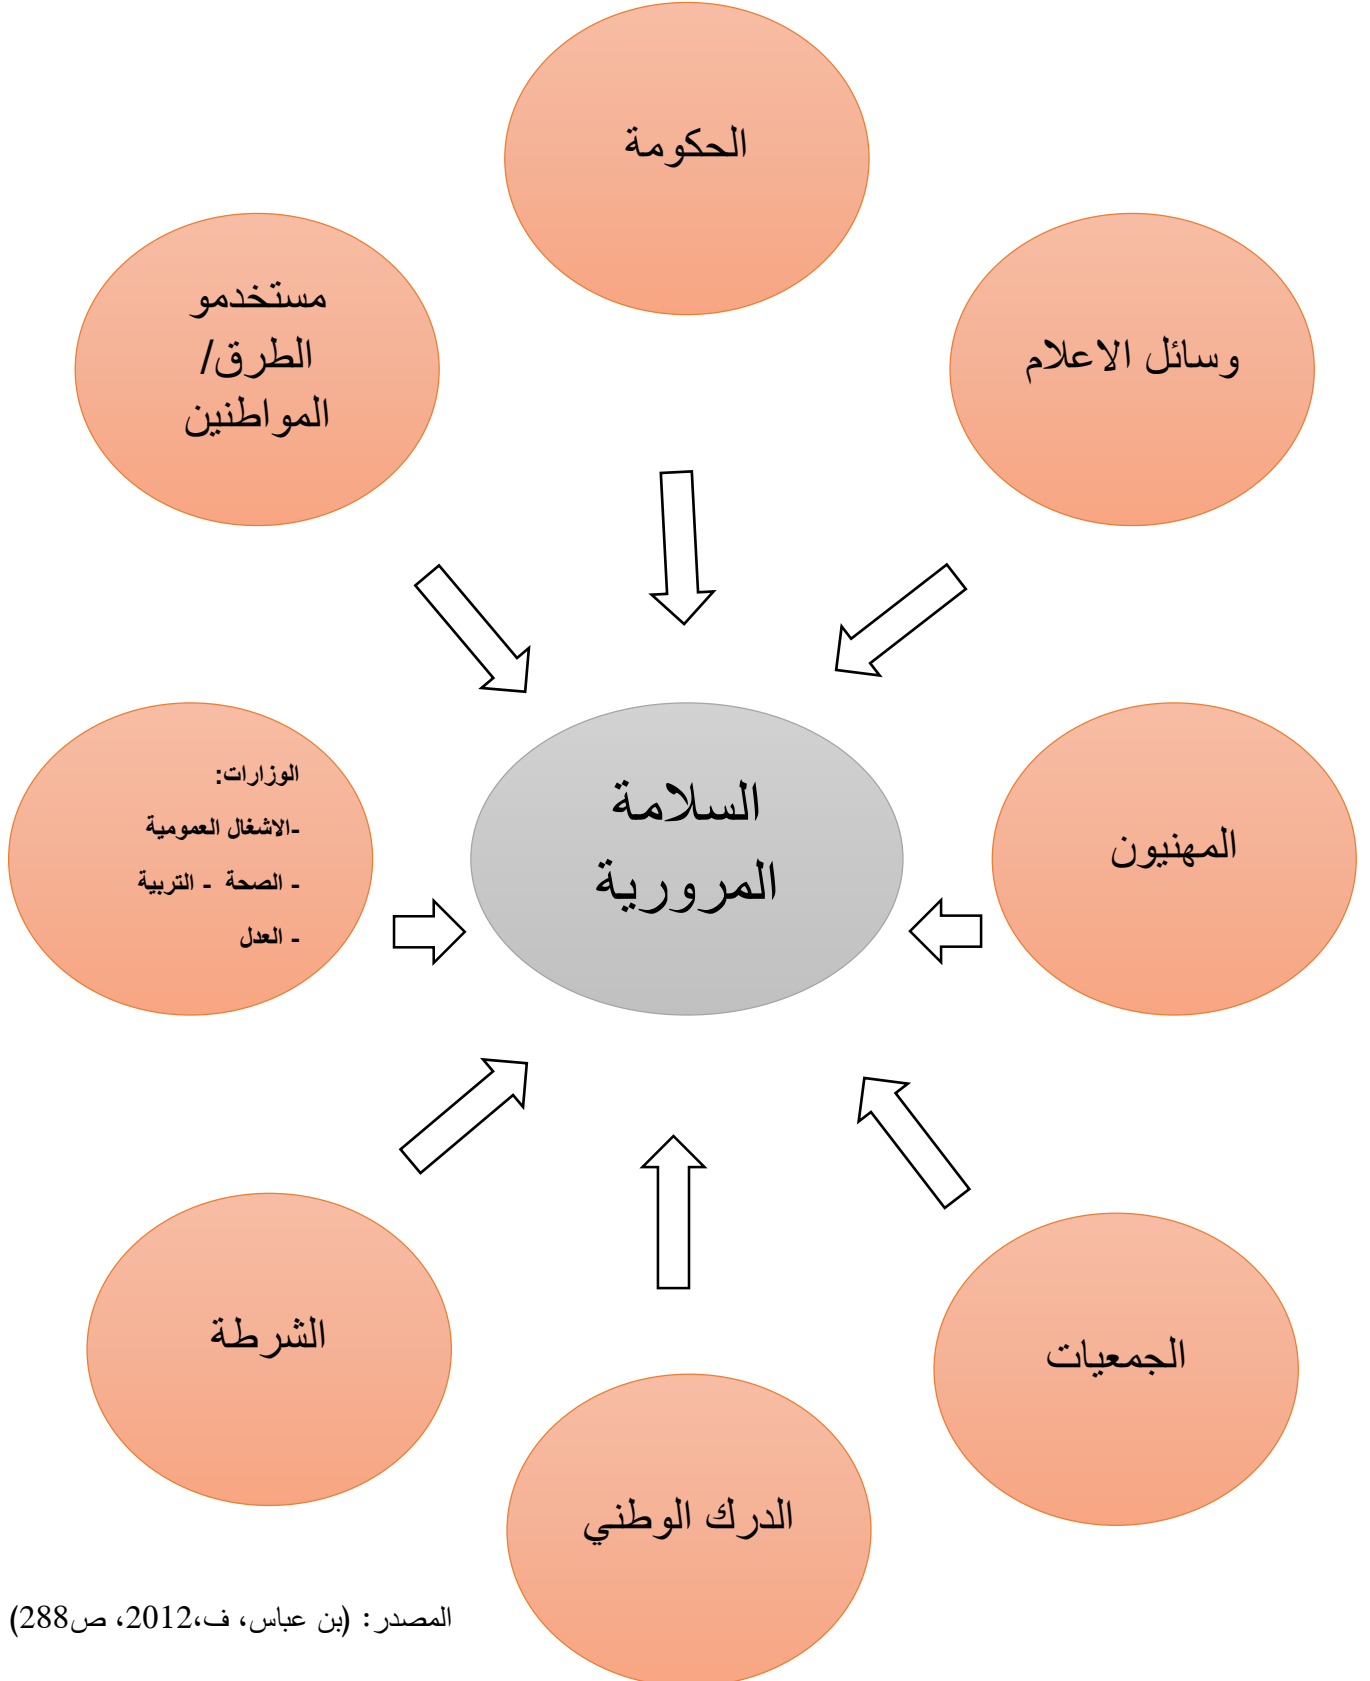 الحكومة
وسائل الاعلام
مستخدمو
الطرق/
المواطنين
السلامة
المرورية
المهنيون
الوزارات:
-الاشغال العمومية
- الصحة - التربية
- العدل
الجمعيات
الشرطة
الدرك الوطني
المصدر: (بن عباس، ف،2012، ص288)